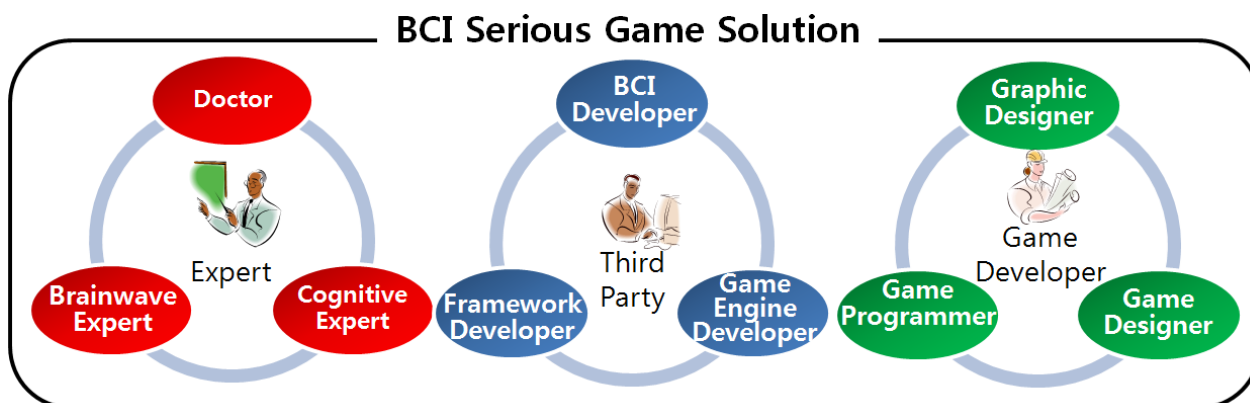 BCI Serious Game Solution
Doctor
Expert
Brainwave
Expert
Cognitive
Expert
BCI
Developer
Third
Party
Framework
Developer
Game
Engine
Developer
Graphic
Designer
Game
Developer
Game
Programmer
Game
Designer